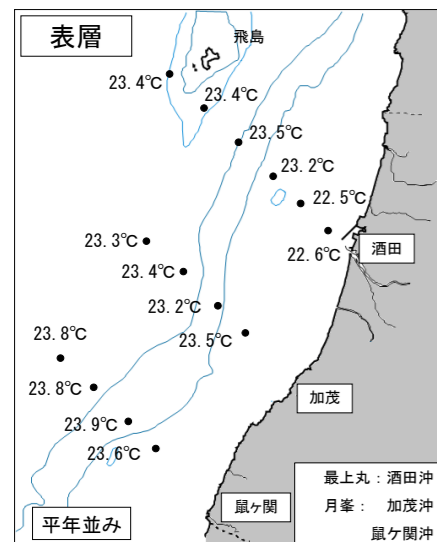 表層
飛島
23.4℃
23.4℃
23.5℃
23.2℃
22.5℃
22.6℃
酒田
23.3℃
23.4℃
23.2℃
23.5℃
23.8℃
23.8℃
23.9℃
23.6℃
加茂
鼠ヶ関
平年並み
最上丸：酒田沖
月峯： 加茂沖
鼠ケ関沖